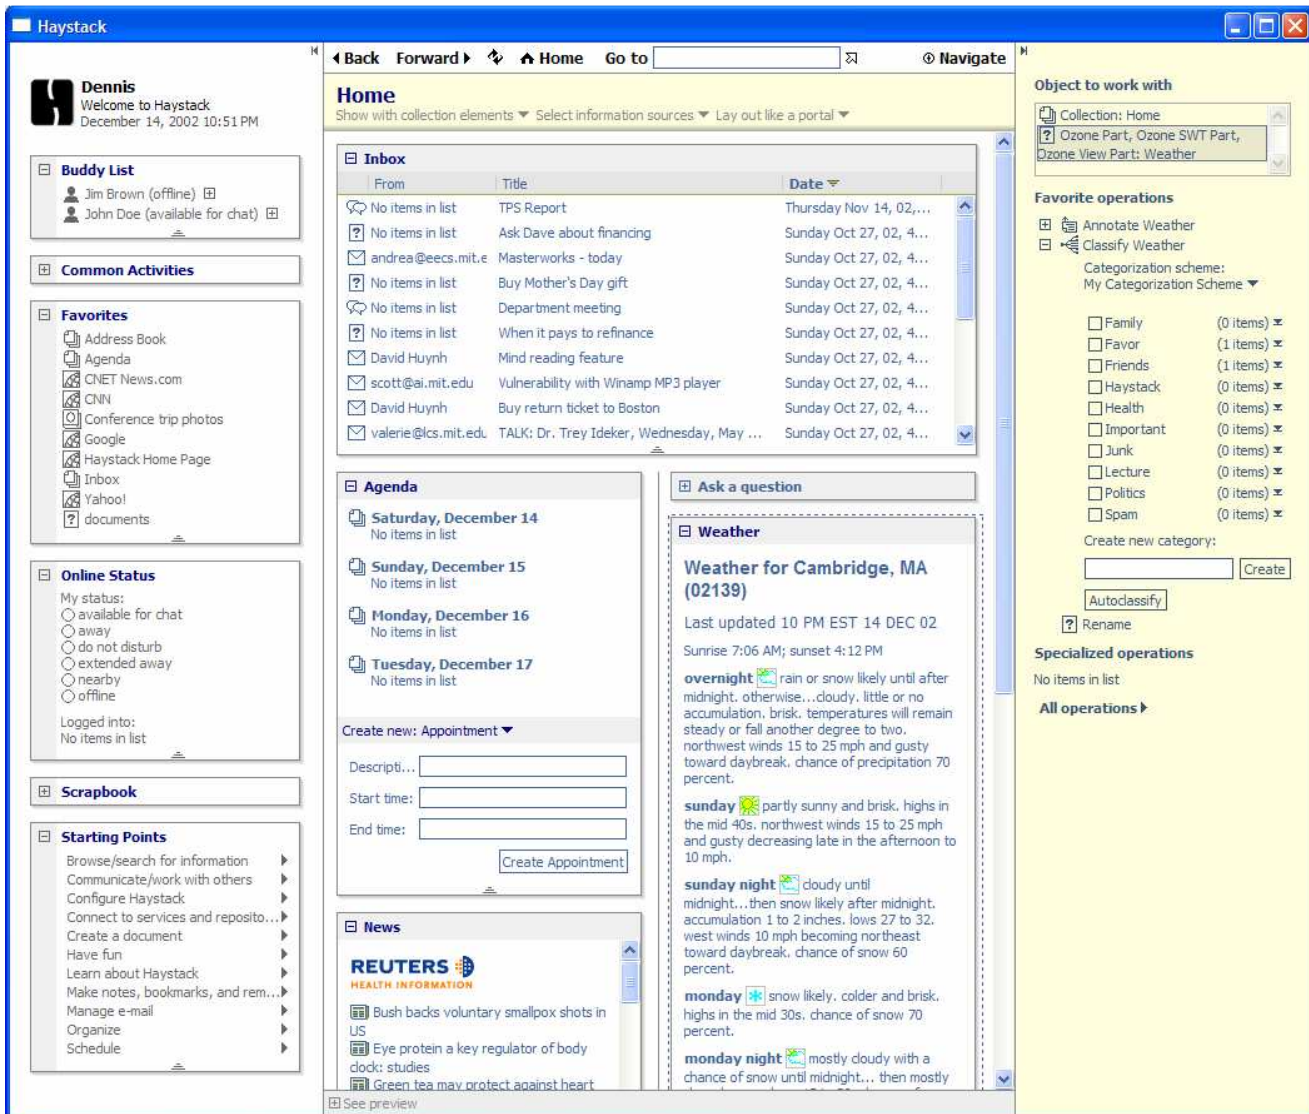 Haystack
Dennis
Welcome to Haystack
December 14, 2002 10:51 PM
Buddy List
Jim Brown (offline)
John Doe (available for chat)
Common Activities
Favorites
Address Book
Agenda
CNET News.com
CNN
Conference trip photos
Google
Haystack Home Page
Inbox
Yahoo!
documents
Online Status
My status:
available for chat
away
do not disturb
extended away
nearby
offline
Logged into:
No items in list
Scrapbook
Starting Points
Browse/search for information
Communicate/work with others
Configure Haystack
Connect to services and reposito...
Create a document
Have fun
Learn about Haystack
Make notes, bookmarks, and rem...
Manage e-mail
Organize
Schedule
Back Forward Home Go to Navigate
Home
Show with collection elements Select information sources Lay out like a portal
Inbox
From Title Date
No items in list TPS Report Thursday Nov 14, 02,...
No items in list Ask Dave about financing Sunday Oct 27, 02, 4...
andrea@eecs.mit.e Masterworks - today Sunday Oct 27, 02, 4...
No items in list Buy Mother's Day gift Sunday Oct 27, 02, 4...
No items in list Department meeting Sunday Oct 27, 02, 4...
No items in list When it pays to refinance Sunday Oct 27, 02, 4...
David Huynh Mind reading feature Sunday Oct 27, 02, 4...
scott@ai.mit.edu Vulnerability with Winamp MP3 player Sunday Oct 27, 02, 4...
David Huynh Buy return ticket to Boston Sunday Oct 27, 02, 4...
valerie@lcs.mit.edu TALK: Dr. Trey Ideker, Wednesday, May ... Sunday Oct 27, 02, 4...
Agenda
Saturday, December 14
No items in list
Sunday, December 15
No items in list
Monday, December 16
No items in list
Tuesday, December 17
No items in list
Create new: Appointment
Descripti...
Start time:
End time:
Create Appointment
News
REUTERS
HEALTH INFORMATION
Bush backs voluntary smallpox shots in
US
Eye protein a key regulator of body
clock: studies
Green tea may protect against heart
See preview
Ask a question
Weather
Weather for Cambridge, MA
(02139)
Last updated 10 PM EST 14 DEC 02
Sunrise 7:06 AM; sunset 4:12 PM
overnight rain or snow likely until after
midnight. otherwise...cloudy. little or no
accumulation. brisk. temperatures will remain
steady or fall another degree to two.
northwest winds 15 to 25 mph and gusty
toward daybreak. chance of precipitation 70
percent.
sunday partly sunny and brisk. highs in
the mid 40s. northwest winds 15 to 25 mph
and gusty decreasing late in the afternoon to
10 mph.
sunday night cloudy until
midnight...then snow likely after midnight.
accumulation 1 to 2 inches. lows 27 to 32.
west winds 10 mph becoming northeast
toward daybreak. chance of snow 60
percent.
monday snow likely. colder and brisk.
highs in the mid 30s. chance of snow 70
percent.
monday night mostly cloudy with a
chance of snow until midnight... then mostly
Object to work with
Collection: Home
Ozone Part, Ozone SWT Part,
Ozone View Part: Weather
Favorite operations
Annotate Weather
Classify Weather
Categorization scheme:
My Categorization Scheme
Family (0 items)
Favor (1 items)
Friends (1 items)
Haystack (0 items)
Health (0 items)
Important (0 items)
Junk (0 items)
Lecture (0 items)
Politics (0 items)
Spam (0 items)
Create new category:
Create
Autoclassify
Rename
Specialized operations
No items in list
All operations